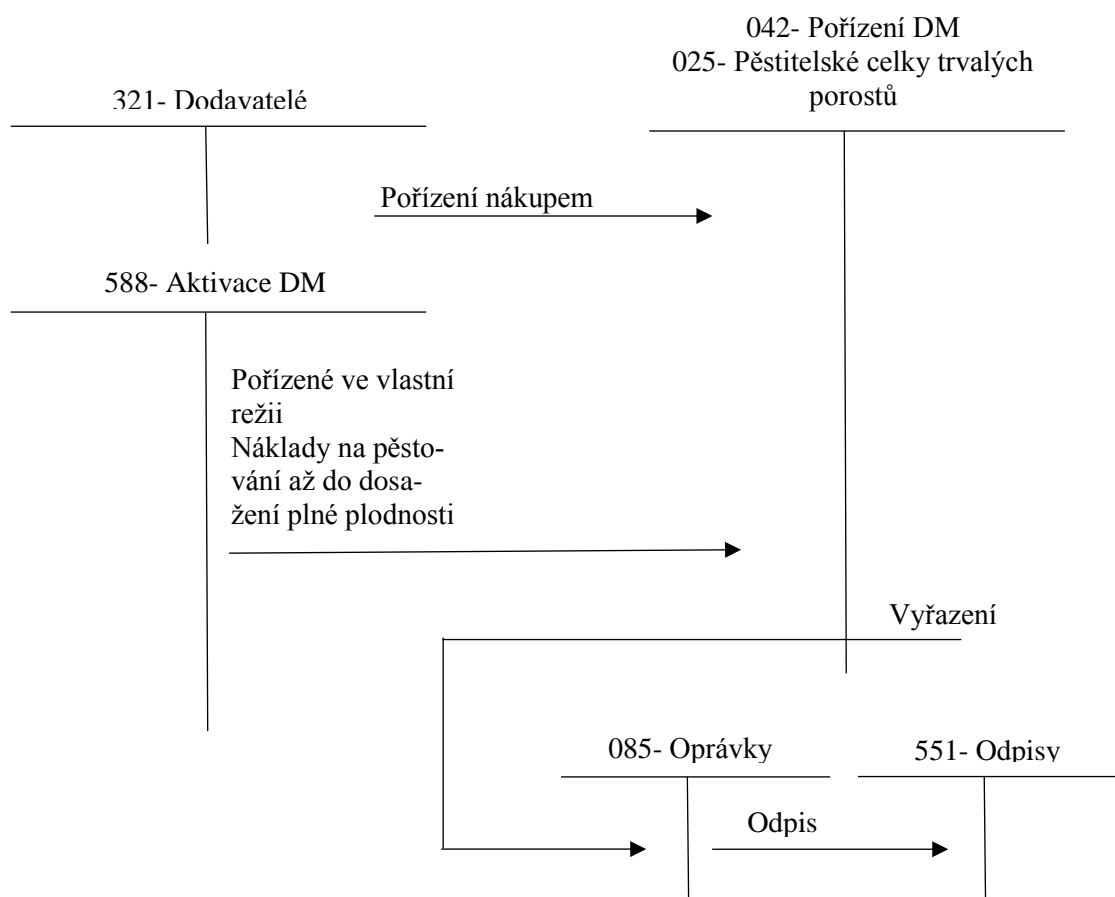 042- Pořízení DM
025- Pěstitelské celky trvalých
porostů
321- Dodavatelé
Pořízení nákupem
588- Aktivace DM
Pořízené ve vlastní
režii
Náklady na pěsto-
vání až do dosa-
žení plné plodnosti
Vyřazení
085- Oprávky
551- Odpisy
Odpis